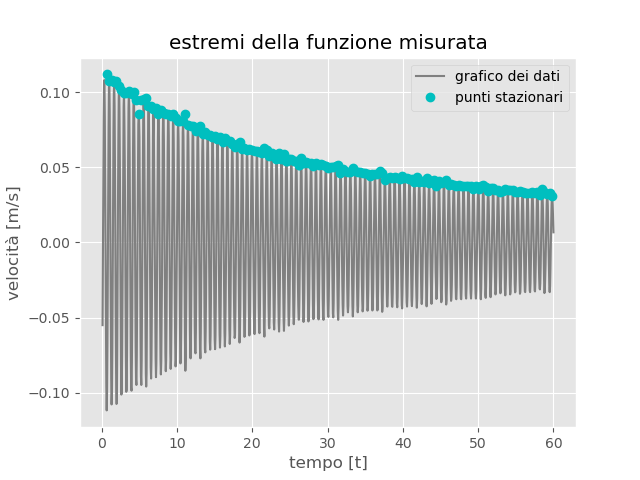 estremi della funzione misurata
grafico dei dati
punti stazionari
velocità [m/s]
0.10
0.05
0.00
−0.05
−0.10
0
10
20
30
40
50
60
tempo [t]